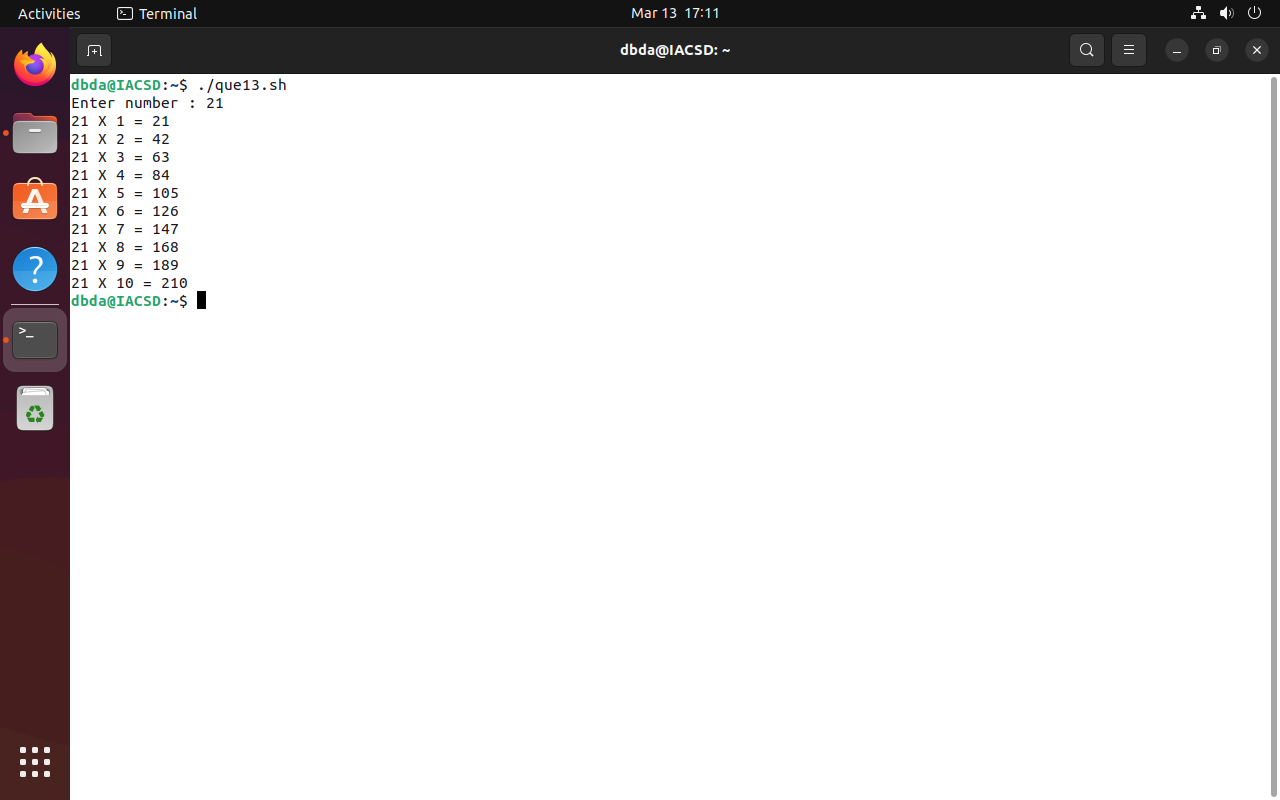 Activities Terminal Mar 13 17:11
dbda@IACSD: ~
dbda@IACSD:~$ ./que13.sh
Enter number : 21
21 X 1 = 21
21 X 2 = 42
21 X 3 = 63
21 X 4 = 84
21 X 5 = 105
21 X 6 = 126
21 X 7 = 147
21 X 8 = 168
21 X 9 = 189
21 X 10 = 210
dbda@IACSD:~$